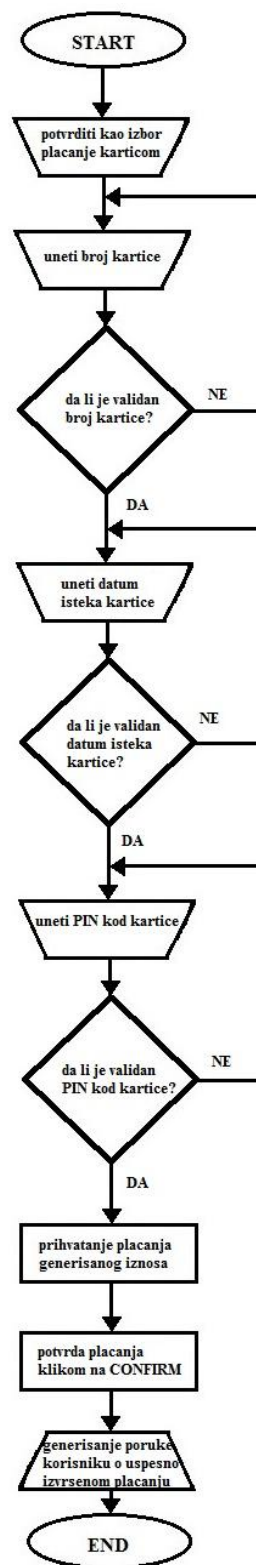 START
potvrditi kao izbor
placanje karticom
uneti broj kartice
da li je validan
broj kartice?
NE
DA
uneti datum
isteka kartice
da li je validan
datum isteka
kartice?
NE
DA
uneti PIN kod kartice
da li je validan
PIN kod kartice?
NE
DA
prihvatanje placanja
generisanog iznosa
potvrda placanja
klikom na CONFIRM
generisanje poruke
korisniku o uspesno
izvrsenom placanju
END